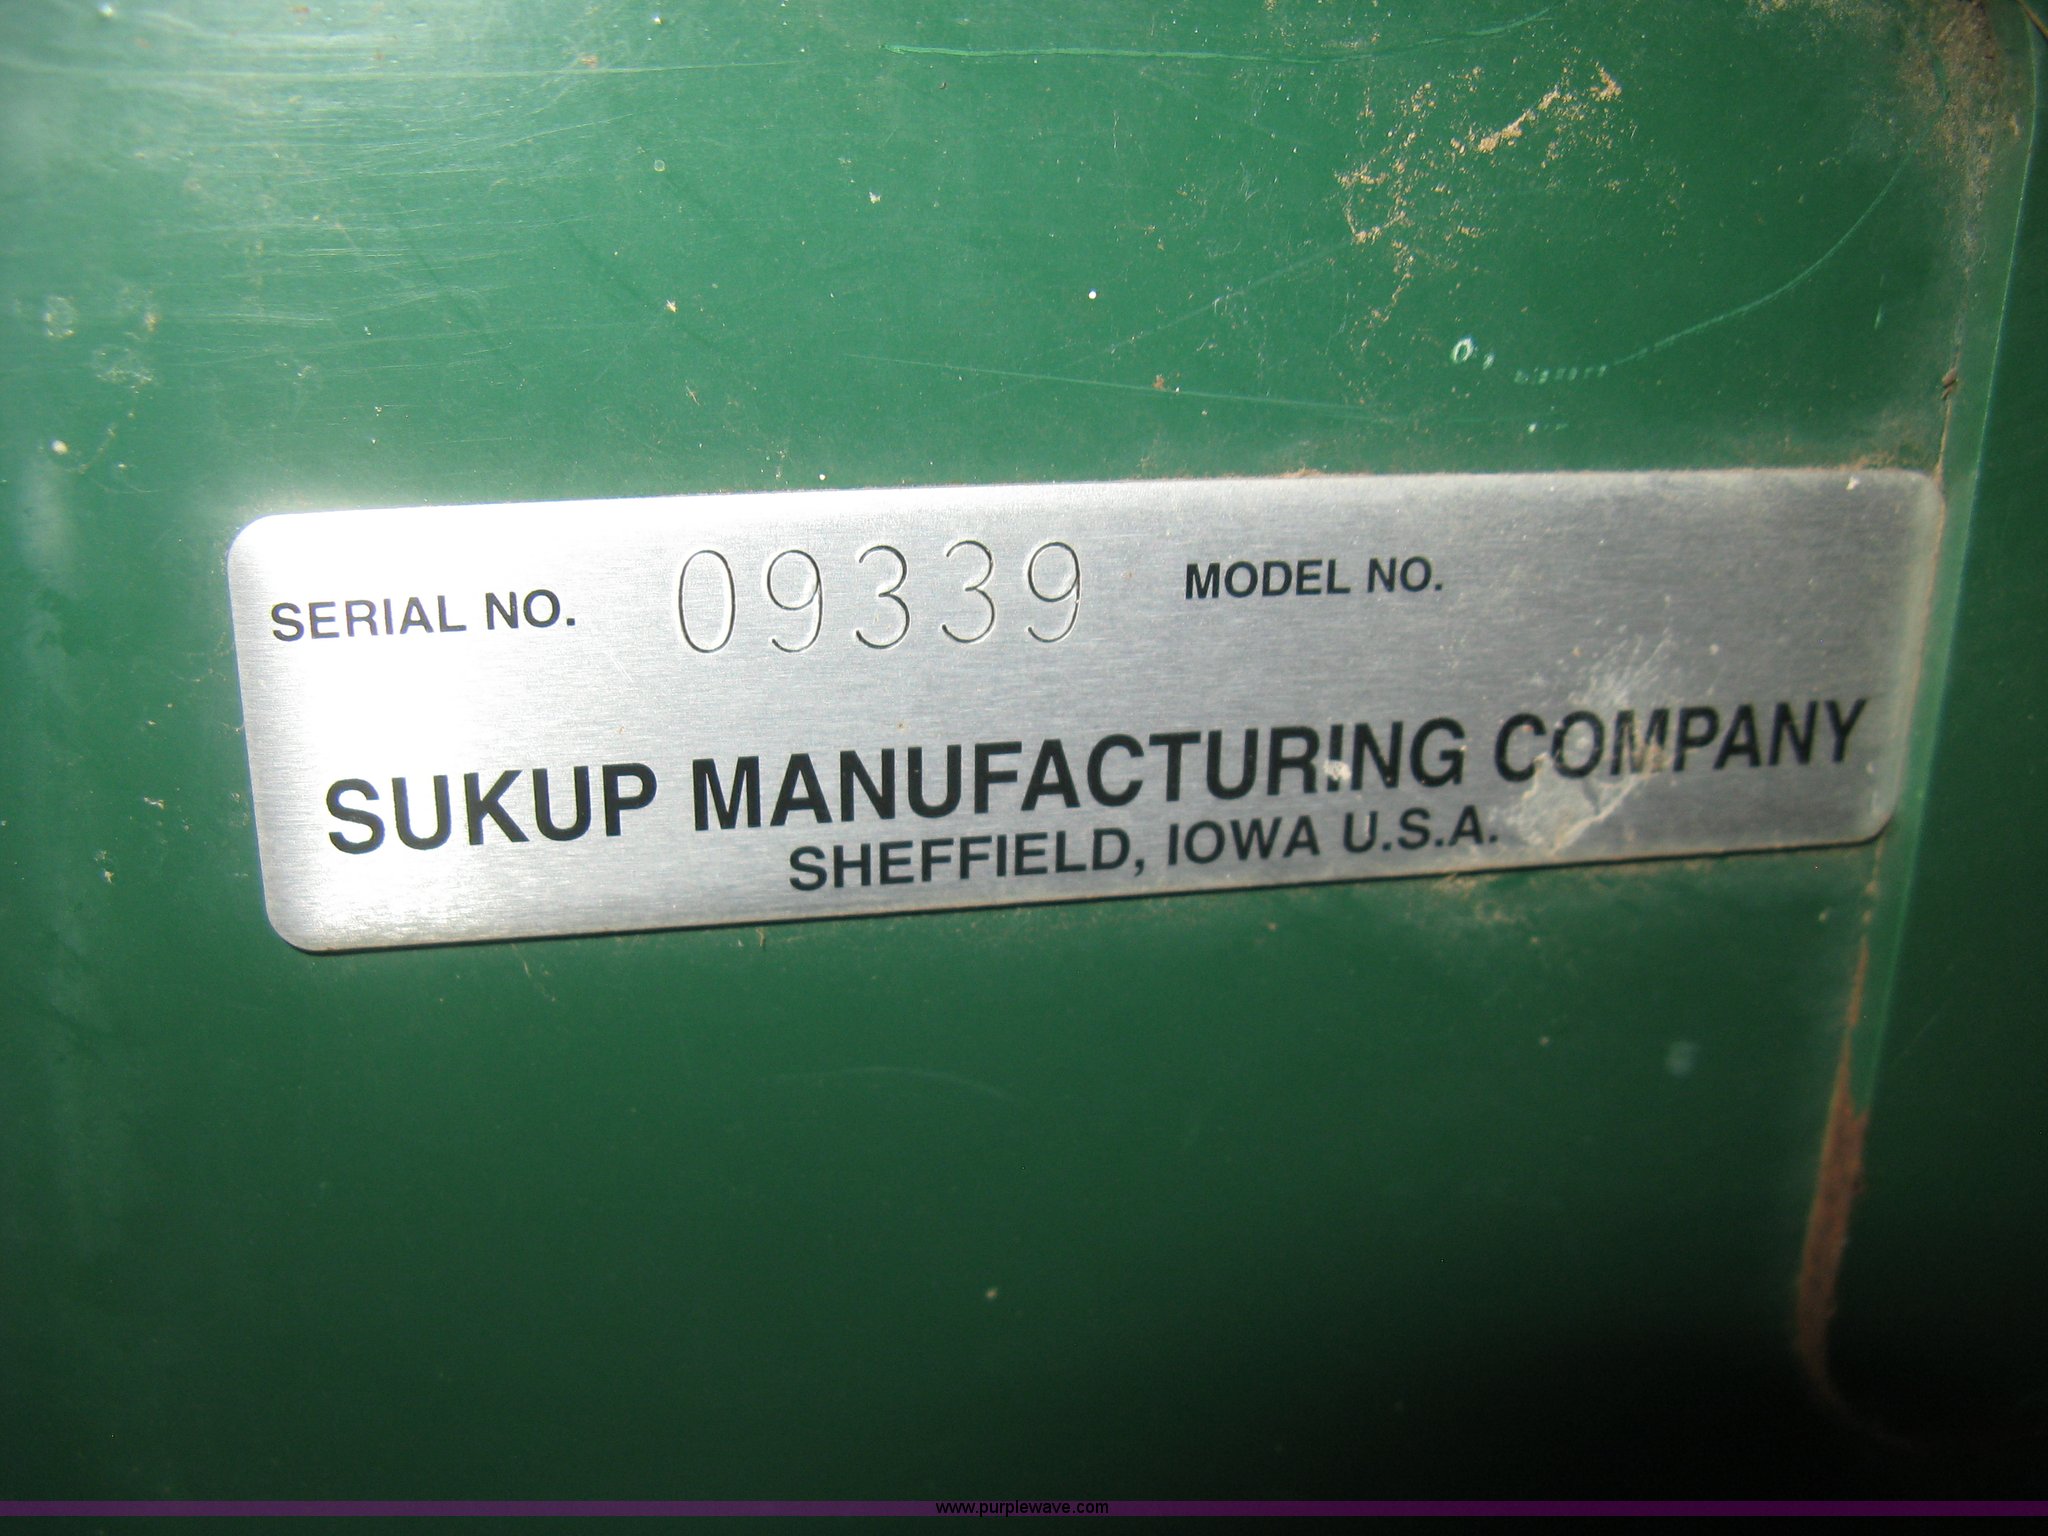 SERIAL NO. 09339 MODEL NO.
SUKUP MANUFACTURING COMPANY
SHEFFIELD, IOWA U.S.A.
www.purplewave.com